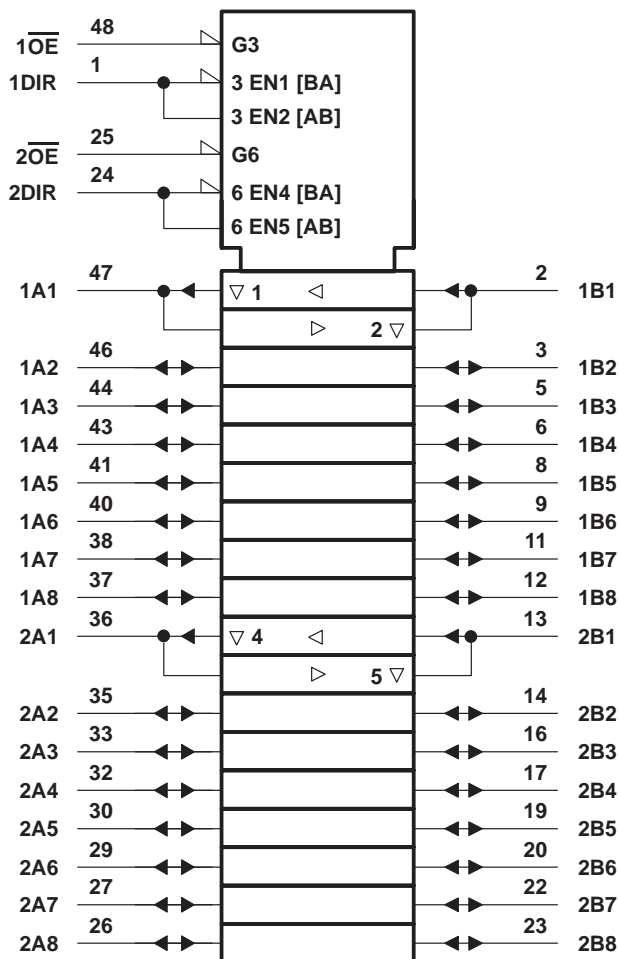 48
1OE G3
1
1DIR 3 EN1 [BA]
3 EN2 [AB]
25
2OE G6
24
2DIR 6 EN4 [BA]
6 EN5 [AB]
47 2
1A1 1 1B1
2
46 3
1A2 1B2
44 5
1A3 1B3
43 6
1A4 1B4
41 8
1A5 1B5
40 9
1A6 1B6
38 11
1A7 1B7
37 12
1A8 1B8
36 13
2A1 4 2B1
5
35 14
2A2 2B2
33 16
2A3 2B3
32 17
2A4 2B4
30 19
2A5 2B5
29 20
2A6 2B6
27 22
2A7 2B7
26 23
2A8 2B8